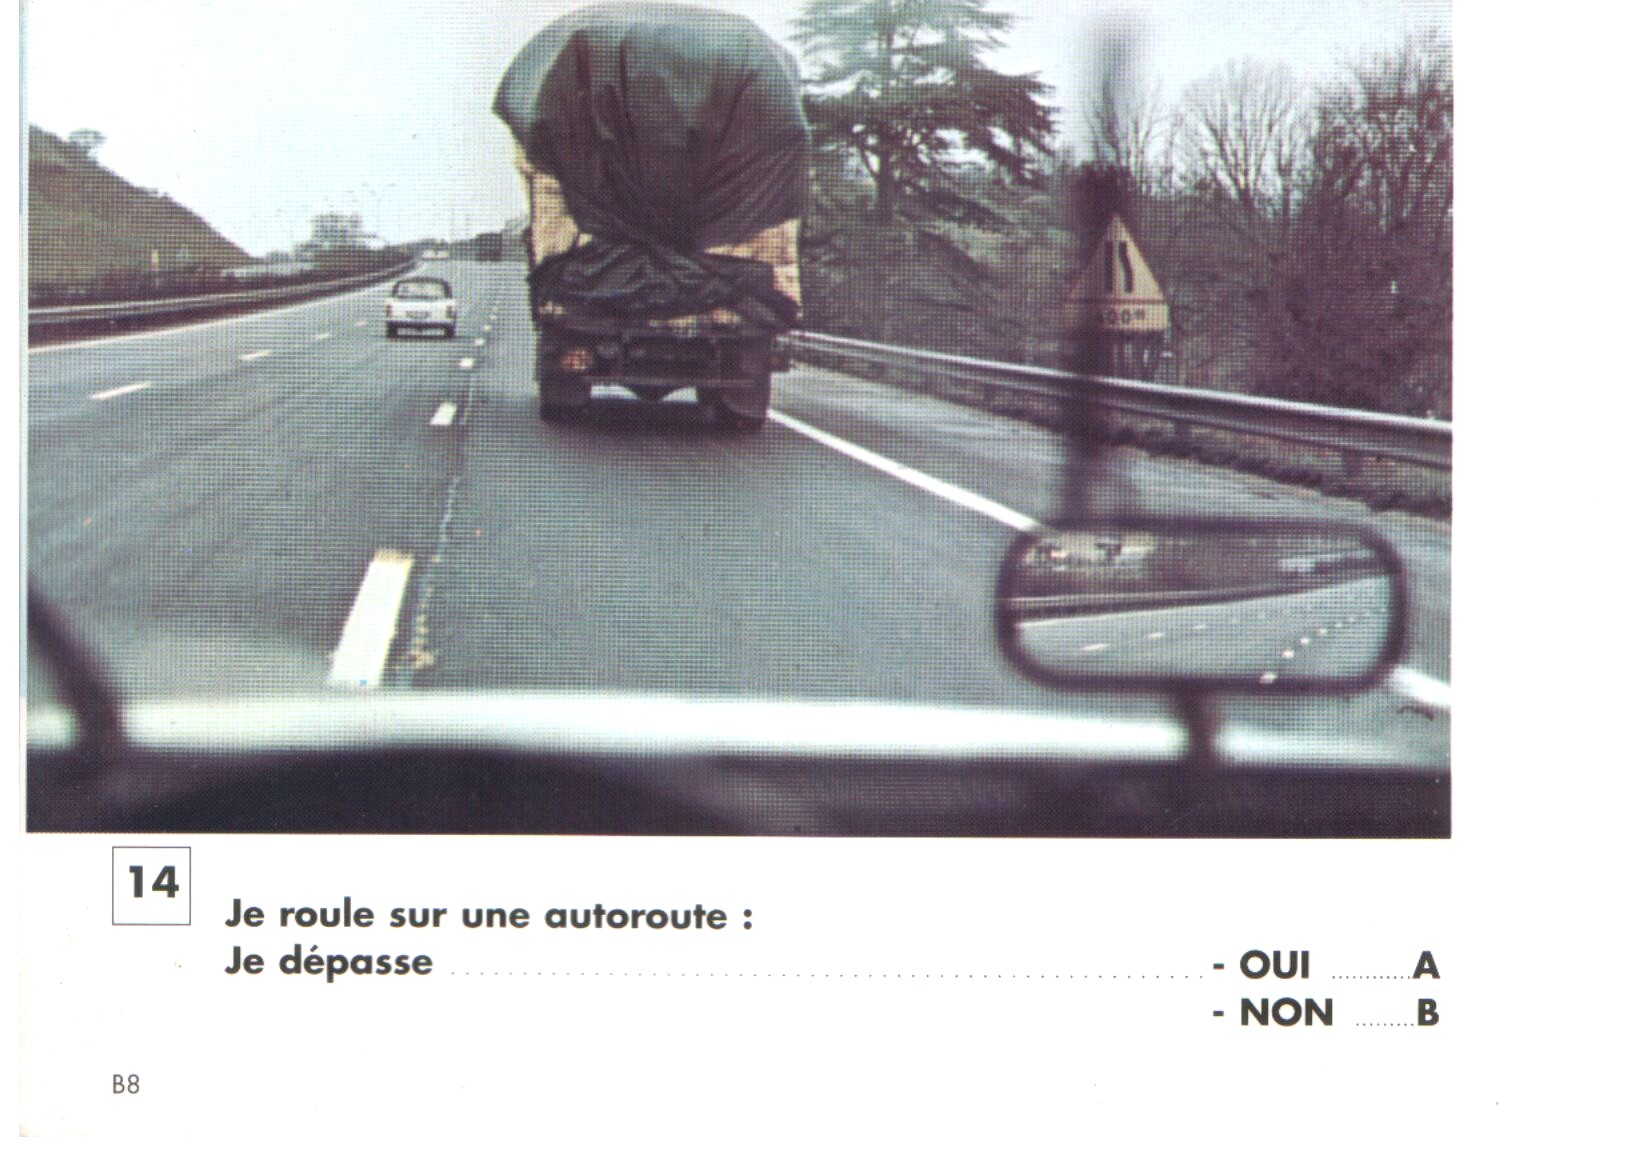 14
Je roule sur une autoroute :
Je dépasse - OUI A
- NON B
B8